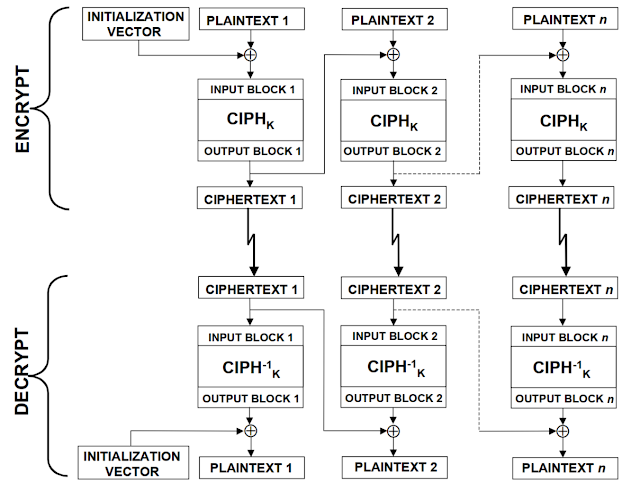 INITIALIZATION
VECTOR
PLAINTEXT 1
PLAINTEXT 2
PLAINTEXT n
ENCRYPT
INPUT BLOCK 1
INPUT BLOCK 2
INPUT BLOCK n
CIPHK
CIPHK
CIPHK
OUTPUT BLOCK 1
OUTPUT BLOCK 2
OUTPUT BLOCK n
CIPHERTEXT 1
CIPHERTEXT 2
CIPHERTEXT n
DECRYPT
CIPHERTEXT 1
CIPHERTEXT 2
CIPHERTEXT n
INPUT BLOCK 1
INPUT BLOCK 2
INPUT BLOCK n
CIPH-1K
CIPH-1K
CIPH-1K
OUTPUT BLOCK 1
OUTPUT BLOCK 2
OUTPUT BLOCK n
INITIALIZATION
VECTOR
PLAINTEXT 1
PLAINTEXT 2
PLAINTEXT n